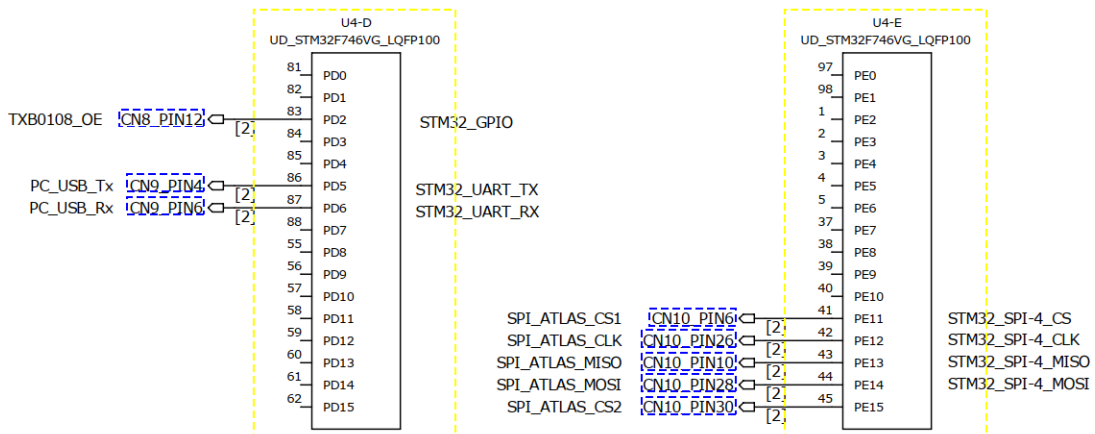 U4-D
UD_STM32F746VG_LQFP100
81 PD0
82 PD1
TXB0108_OE CN8_PIN12 [2] 83 PD2 STM32_GPIO
84 PD3
85 PD4
PC_USB_Tx CN9_PIN4 [2] 86 PD5 STM32_UART_TX
PC_USB_Rx CN9_PIN6 [2] 87 PD6 STM32_UART_RX
88 PD7
55 PD8
56 PD9
57 PD10
58 PD11
59 PD12
60 PD13
61 PD14
62 PD15
U4-E
UD_STM32F746VG_LQFP100
97 PE0
98 PE1
1 PE2
2 PE3
3 PE4
4 PE5
5 PE6
37 PE7
38 PE8
39 PE9
40 PE10
SPI_ATLAS_CS1 CN10_PIN6 [2] 41 PE11 STM32_SPI-4_CS
SPI_ATLAS_CLK CN10_PIN26 [2] 42 PE12 STM32_SPI-4_CLK
SPI_ATLAS_MISO CN10_PIN10 [2] 43 PE13 STM32_SPI-4_MISO
SPI_ATLAS_MOSI CN10_PIN28 [2] 44 PE14 STM32_SPI-4_MOSI
SPI_ATLAS_CS2 CN10_PIN30 [2] 45 PE15